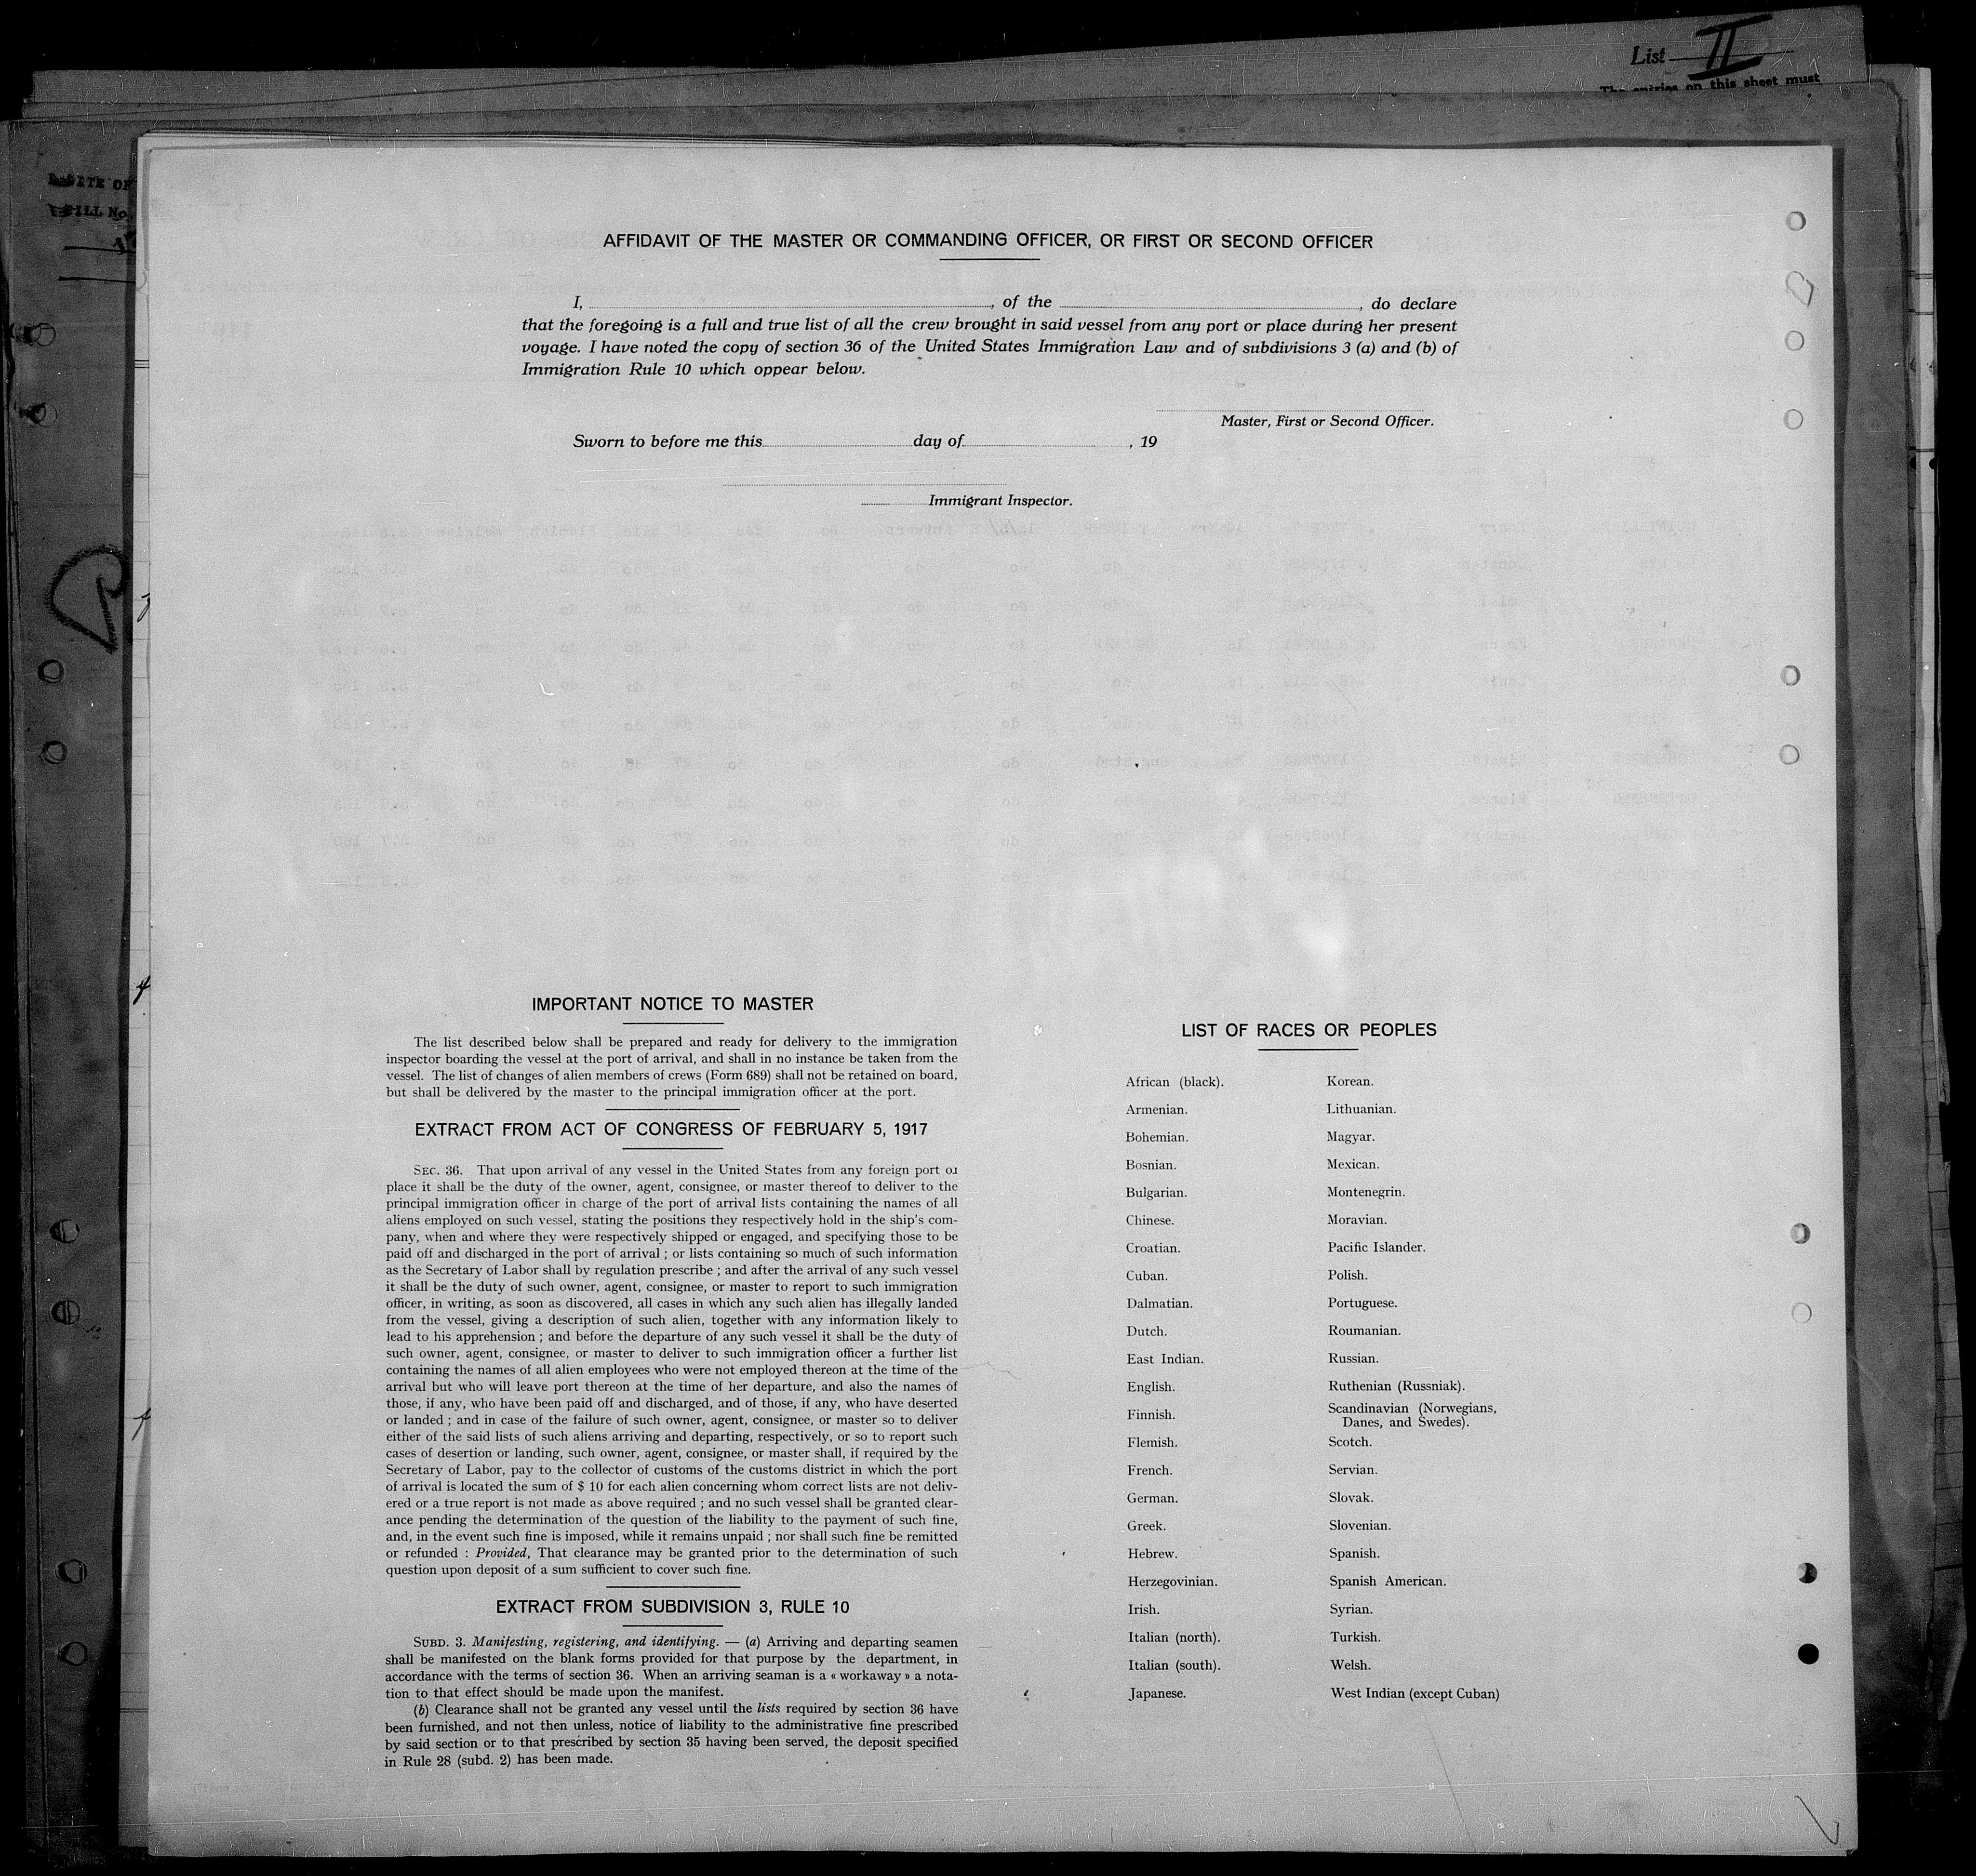 List II
The entries on this sheet must
AFFIDAVIT OF THE MASTER OR COMMANDING OFFICER, OR FIRST OR SECOND OFFICER
I, , of the , do declare
that the foregoing is a full and true list of all the crew brought in said vessel from any port or place during her present
voyage. I have noted the copy of section 36 of the United States Immigration Law and of subdivisions 3 (a) and (b) of
Immigration Rule 10 which oppear below.
Master, First or Second Officer.
Sworn to before me this day of , 19
Immigrant Inspector.
IMPORTANT NOTICE TO MASTER
The list described below shall be prepared and ready for delivery to the immigration
inspector boarding the vessel at the port of arrival, and shall in no instance be taken from the
vessel. The list of changes of alien members of crews (Form 689) shall not be retained on board,
but shall be delivered by the master to the principal immigration officer at the port.
EXTRACT FROM ACT OF CONGRESS OF FEBRUARY 5, 1917
SEC. 36. That upon arrival of any vessel in the United States from any foreign port or
place it shall be the duty of the owner, agent, consignee, or master thereof to deliver to the
principal immigration officer in charge of the port of arrival lists containing the names of all
aliens employed on such vessel, stating the positions they respectively hold in the ship's com-
pany, when and where they were respectively shipped or engaged, and specifying those to be
paid off and discharged in the port of arrival ; or lists containing so much of such information
as the Secretary of Labor shall by regulation prescribe ; and after the arrival of any such vessel
it shall be the duty of such owner, agent, consignee, or master to report to such immigration
officer, in writing, as soon as discovered, all cases in which any such alien has illegally landed
from the vessel, giving a description of such alien, together with any information likely to
lead to his apprehension ; and before the departure of any such vessel it shall be the duty of
such owner, agent, consignee, or master to deliver to such immigration officer a further list
containing the names of all alien employees who were not employed thereon at the time of the
arrival but who will leave port thereon at the time of her departure, and also the names of
those, if any, who have been paid off and discharged, and of those, if any, who have deserted
or landed ; and in case of the failure of such owner, agent, consignee, or master so to deliver
either of the said lists of such aliens arriving and departing, respectively, or so to report such
cases of desertion or landing, such owner, agent, consignee, or master shall, if required by the
Secretary of Labor, pay to the collector of customs of the customs district in which the port
of arrival is located the sum of $ 10 for each alien concerning whom correct lists are not deliv-
ered or a true report is not made as above required ; and no such vessel shall be granted clear-
ance pending the determination of the question of the liability to the payment of such fine,
and, in the event such fine is imposed, while it remains unpaid ; nor shall such fine be remitted
or refunded : Provided, That clearance may be granted prior to the determination of such
question upon deposit of a sum sufficient to cover such fine.
EXTRACT FROM SUBDIVISION 3, RULE 10
SUBD. 3. Manifesting, registering, and identifying. — (a) Arriving and departing seamen
shall be manifested on the blank forms provided for that purpose by the department, in
accordance with the terms of section 36. When an arriving seaman is a « workaway » a nota-
tion to that effect should be made upon the manifest.
(b) Clearance shall not be granted any vessel until the lists required by section 36 have
been furnished, and not then unless, notice of liability to the administrative fine prescribed
by said section or to that prescribed by section 35 having been served, the deposit specified
in Rule 28 (subd. 2) has been made.
LIST OF RACES OR PEOPLES
African (black).
Armenian.
Bohemian.
Bosnian.
Bulgarian.
Chinese.
Croatian.
Cuban.
Dalmatian.
Dutch.
East Indian.
English.
Finnish.
Flemish.
French.
German.
Greek.
Hebrew.
Herzegovinian.
Irish.
Italian (north).
Italian (south).
Japanese.
Korean.
Lithuanian.
Magyar.
Mexican.
Montenegrin.
Moravian.
Pacific Islander.
Polish.
Portuguese.
Roumanian.
Russian.
Ruthenian (Russniak).
Scandinavian (Norwegians,
Danes, and Swedes).
Scotch.
Servian.
Slovak.
Slovenian.
Spanish.
Spanish American.
Syrian.
Turkish.
Welsh.
West Indian (except Cuban)